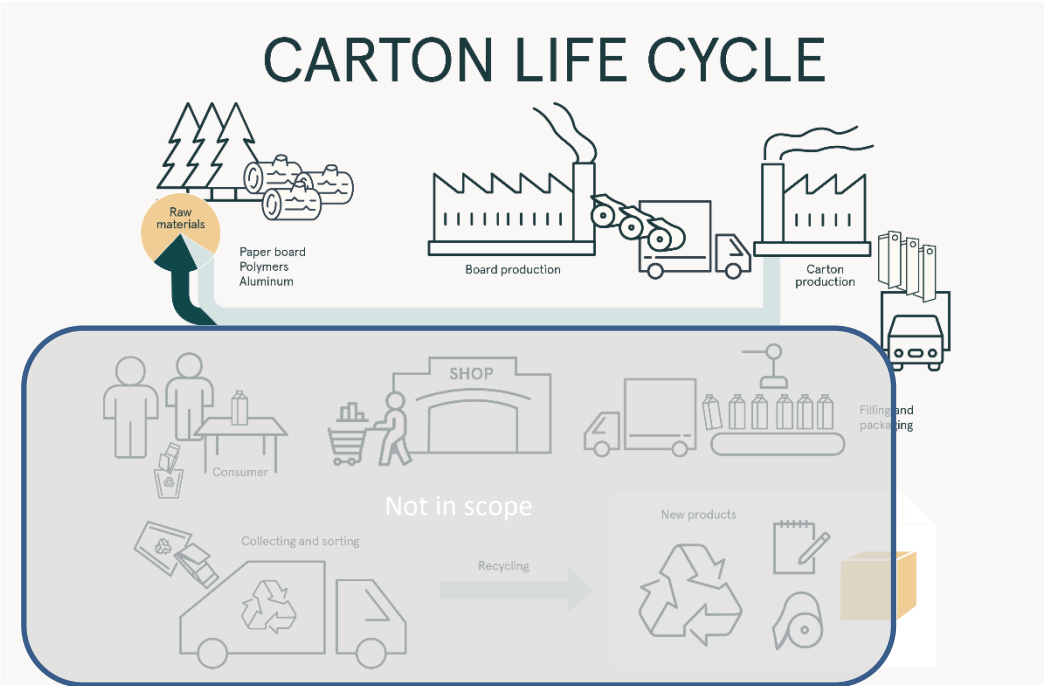 CARTON LIFE CYCLE
Raw
materials
Paper board
Polymers
Aluminum
Board production
Carton
production
SHOP
Filling and
packaging
Consumer
Not in scope
New products
Collecting and sorting
Recycling